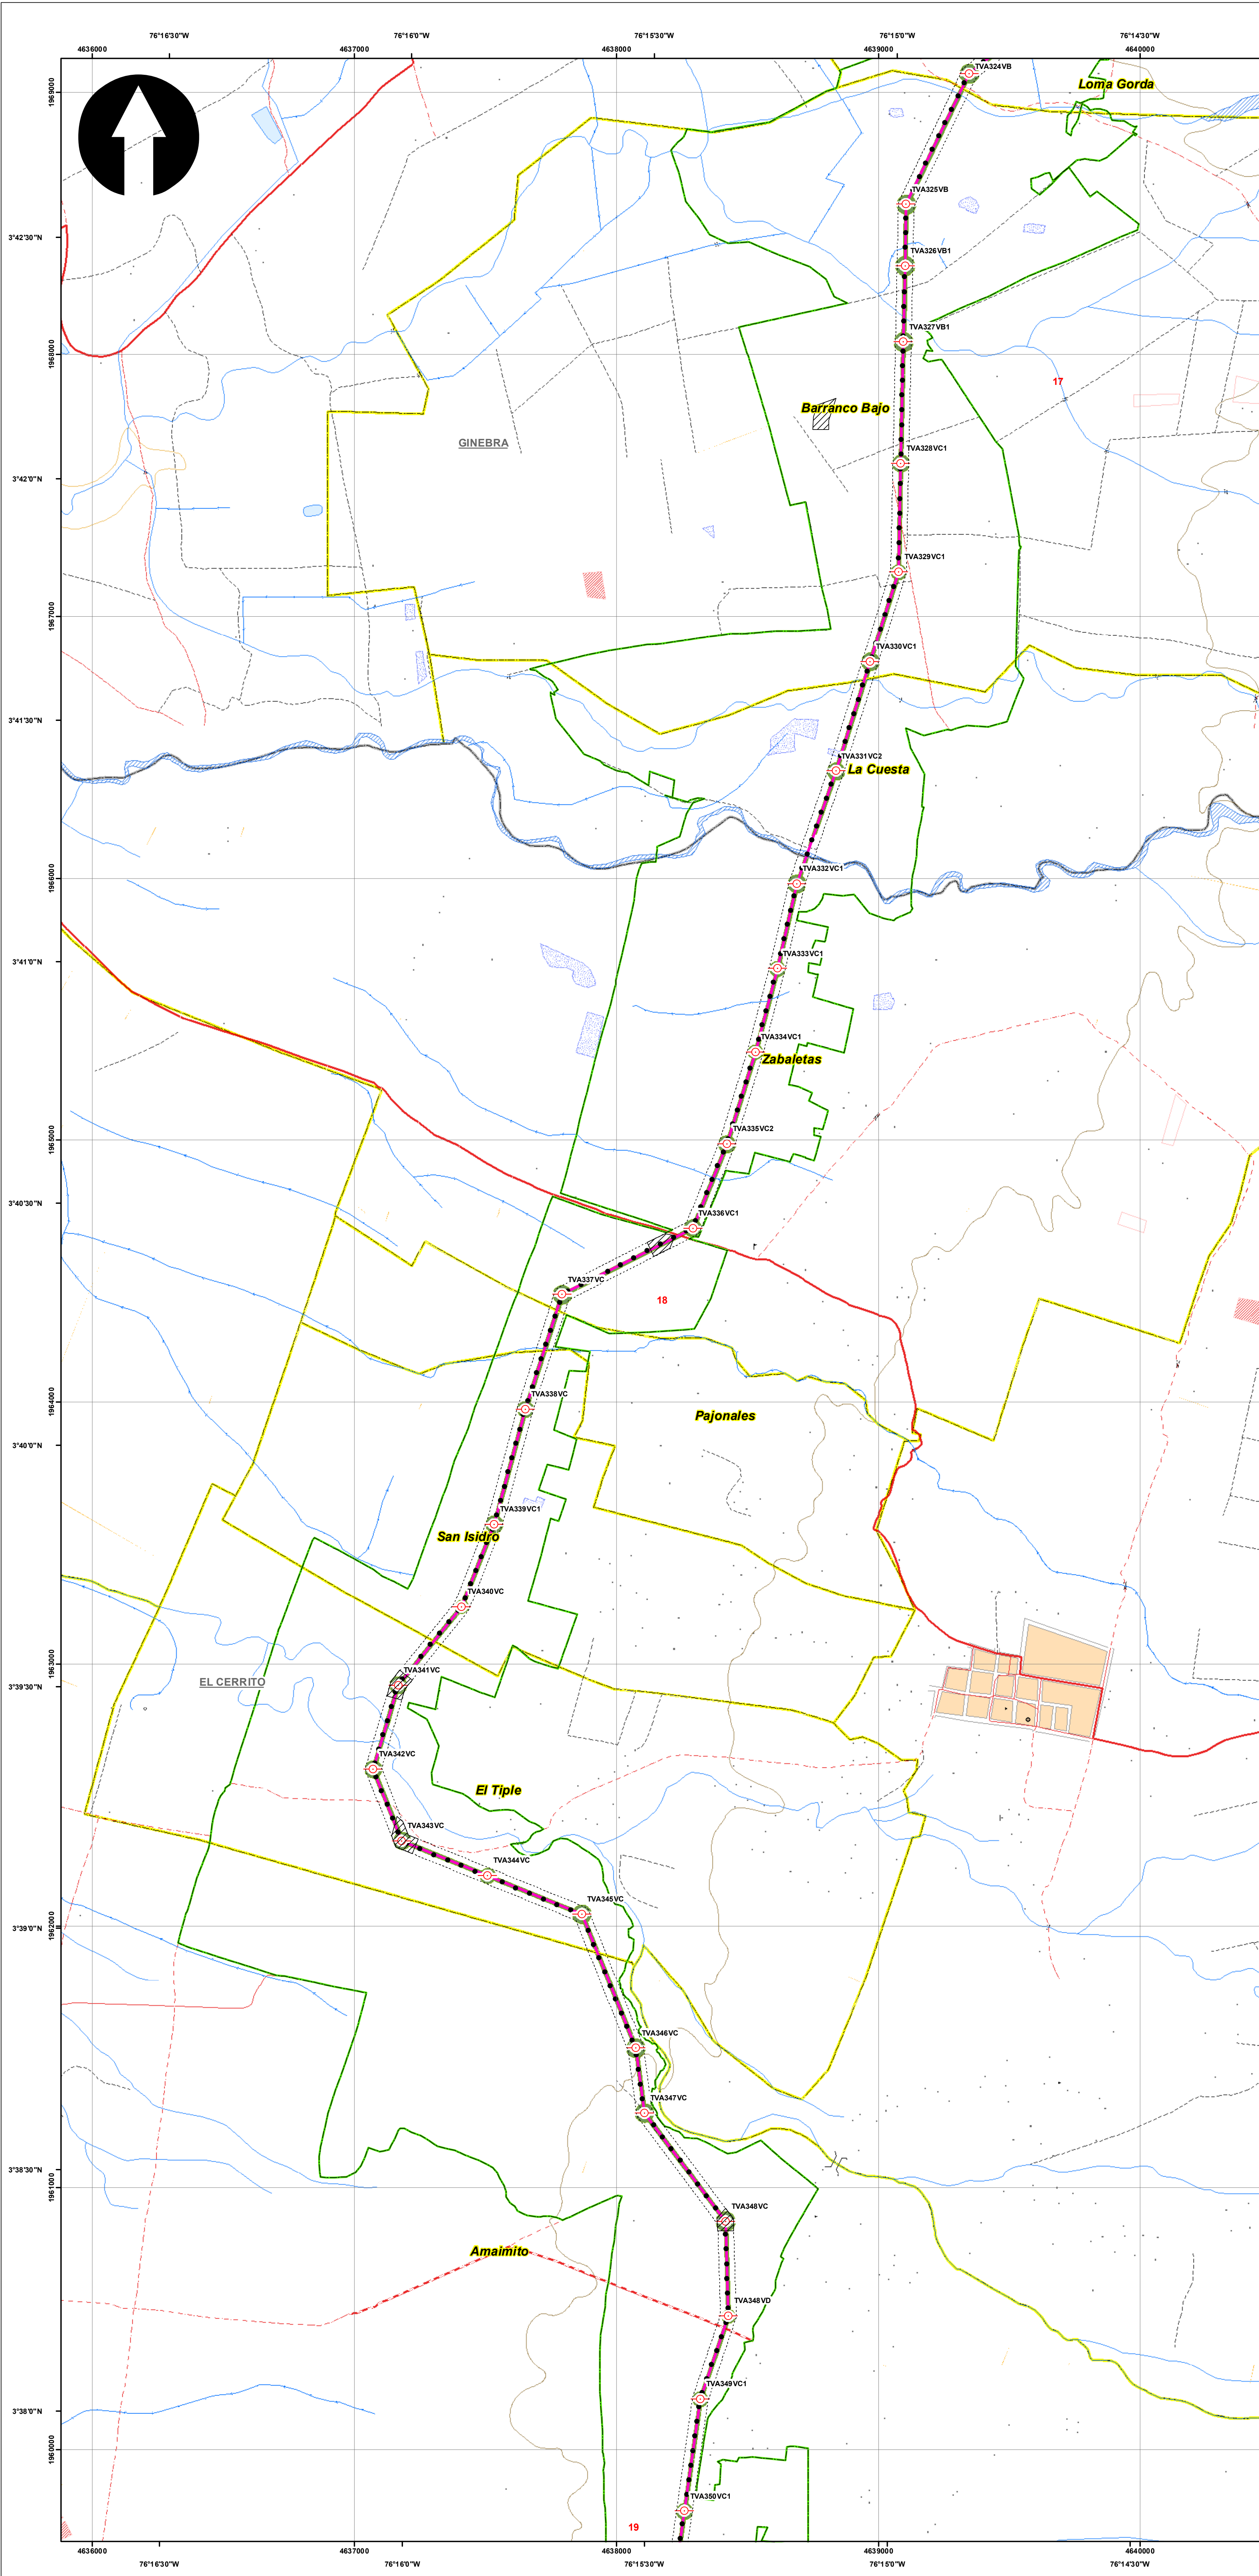 76°16'30"W
76°16'0"W
76°15'30"W
76°15'0"W
76°14'30"W
4636000
4637000
4638000
4639000
4640000
TVA324VB
Loma Gorda
1969000
TVA325VB
3°42'30"N
TVA326VB1
TVA327VB1
1968000
17
Barranco Bajo
GINEBRA
TVA328VC1
3°42'0"N
TVA329VC1
1967000
TVA330VC1
3°41'30"N
TVA331VC2
La Cuesta
TVA332VC1
1966000
TVA333VC1
3°41'0"N
TVA334VC1
Zabaletas
TVA335VC2
1965000
3°40'30"N
TVA336VC1
TVA337VC
18
TVA338VC
1964000
Pajonales
3°40'0"N
TVA339VC1
San Isidro
TVA340VC
1963000
TVA341VC
EL CERRITO
3°39'30"N
TVA342VC
El Tiple
TVA343VC
TVA344VC
TVA345VC
3°39'0"N
1962000
TVA346VC
TVA347VC
3°38'30"N
1961000
TVA348VC
Amaimito
TVA348VD
TVA349VC1
3°38'0"N
1960000
TVA350VC1
19
4636000
4637000
4638000
4639000
4640000
76°16'30"W
76°16'0"W
76°15'30"W
76°15'0"W
76°14'30"W